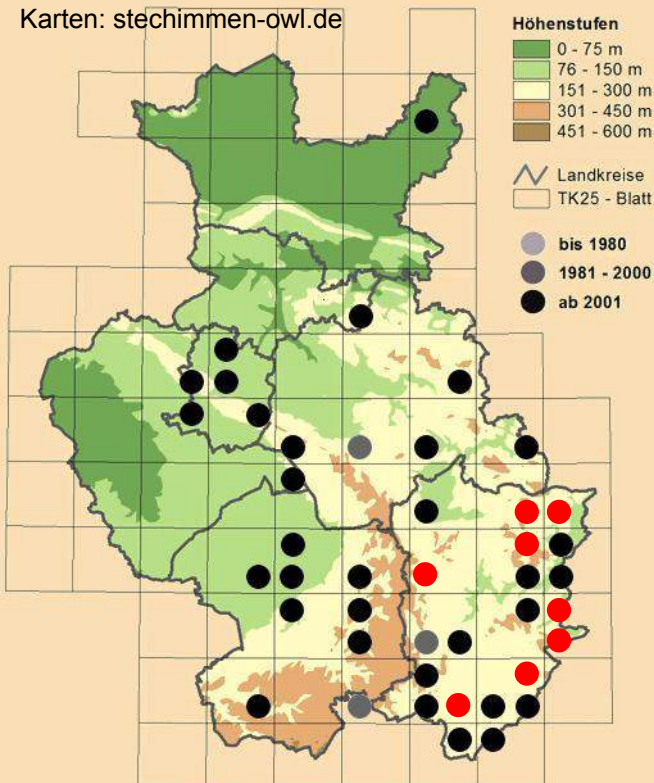 Karten: stechimmen-owl.de
Höhenstufen
0 - 75 m
76 - 150 m
151 - 300 m
301 - 450 m
451 - 600 m
Landkreise
TK25 - Blatt
bis 1980
1981 - 2000
ab 2001